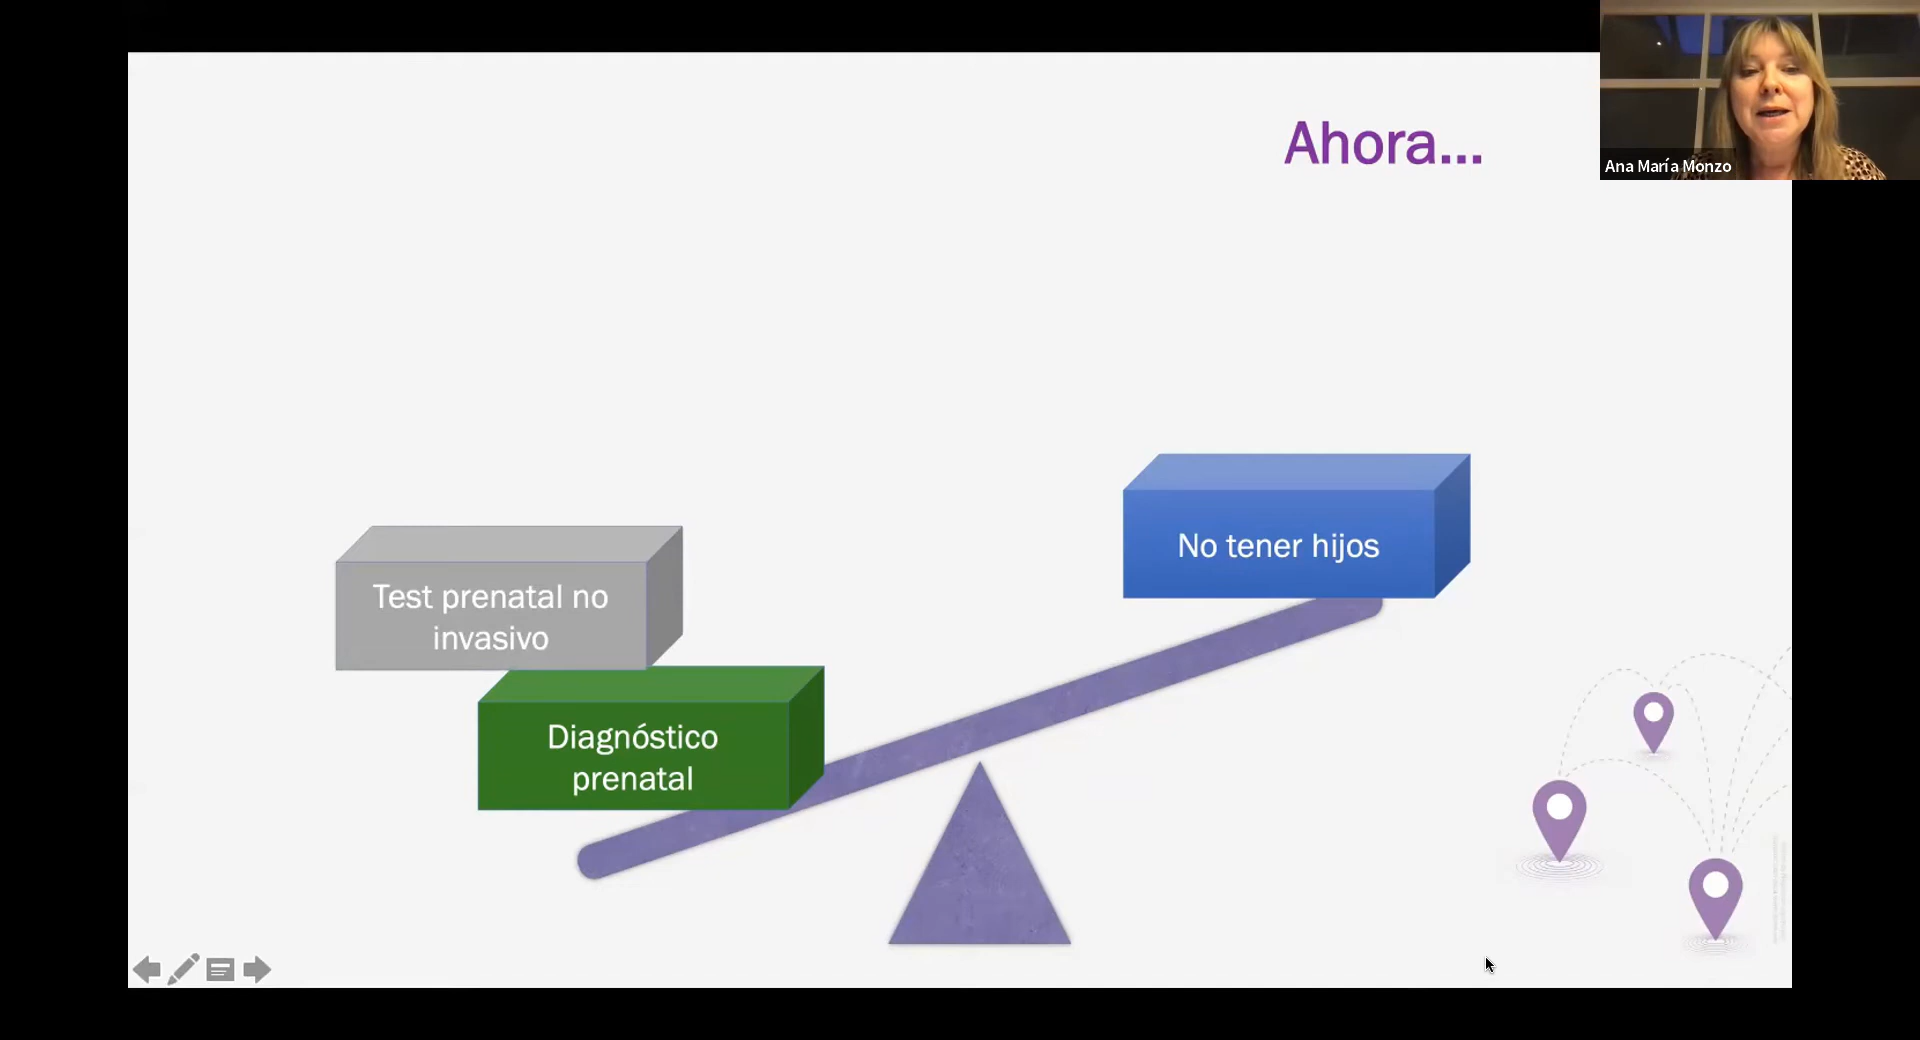 Ahora...
Ana María Monzo
No tener hijos
Test prenatal no
invasivo
Diagnóstico
prenatal